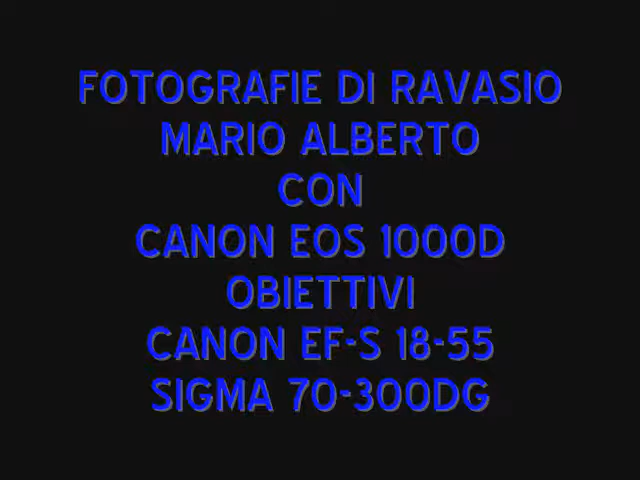 FOTOGRAFIE DI RAVASIO
MARIO ALBERTO
CON
CANON EOS 1000D
OBIETTIVI
CANON EF-S 18-55
SIGMA 70-300DG